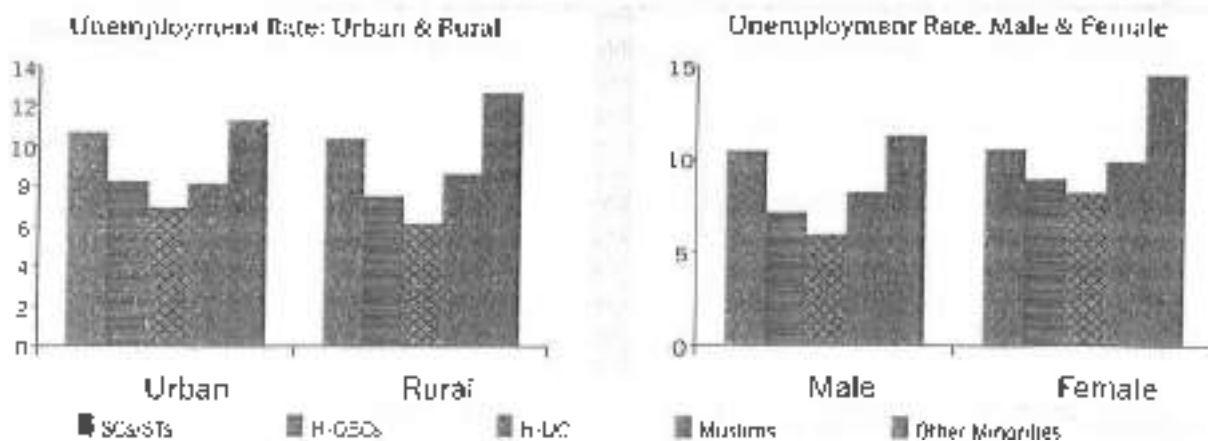 Unemployment Rate: Urban & Rural
14
12
10
8
6
4
2
0
Urban
Rural
Unemployment Rate. Male & Female
15
10
5
0
Male
Female
SCs/STs
H-OBCs
Muslims
Other Minorities